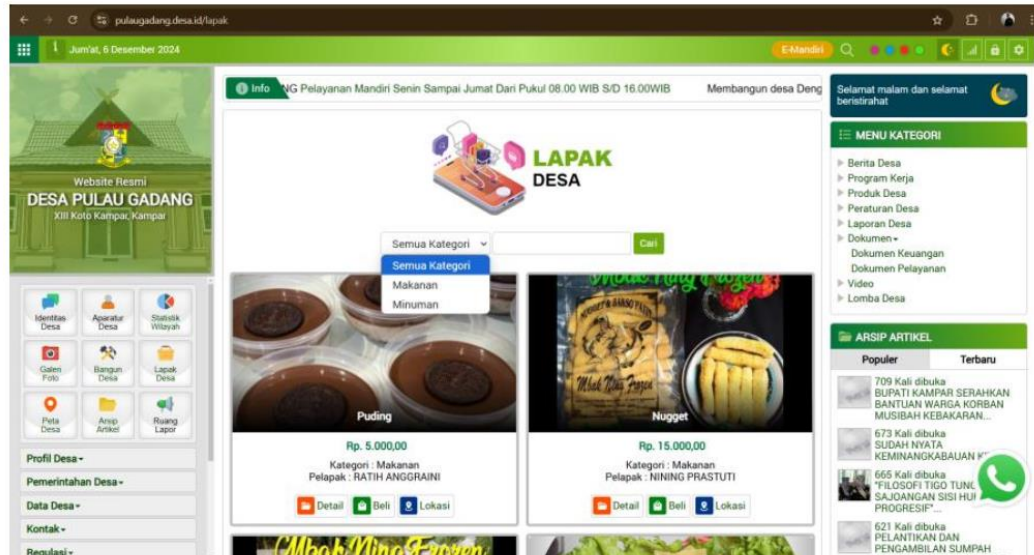 pulaugadang.desa.id/lapak
Jum'at, 6 Desember 2024
E-Mandiri
Website Resmi
DESA PULAU GADANG
XIII Koto Kampar, Kampar
Identitas
Desa
Aparatur
Desa
Statistik
Wilayah
Galeri
Foto
Bangun
Desa
Lapak
Desa
Peta
Desa
Arsip
Artikel
Ruang
Lapor
Profil Desa
Pemerintahan Desa
Data Desa
Kontak
Regulasi
Info
NG Pelayanan Mandiri Senin Sampai Jumat Dari Pukul 08.00 WIB S/D 16.00WIB Membangun desa Deng
LAPAK
DESA
Semua Kategori
Cari
Semua Kategori
Makanan
Minuman
Puding
Rp. 5.000,00
Kategori : Makanan
Pelapak : RATIH ANGGRAINI
Detail Beli Lokasi
Mbak Ning Frozen
Mbak Nina Frozen
Nugget
Rp. 15.000,00
Kategori : Makanan
Pelapak : NINING PRASTUTI
Detail Beli Lokasi
Mbak Ning Frozen
Selamat malam dan selamat
beristirahat
MENU KATEGORI
Berita Desa
Program Kerja
Produk Desa
Peraturan Desa
Laporan Desa
Dokumen
Dokumen Keuangan
Dokumen Pelayanan
Video
Lomba Desa
ARSIP ARTIKEL
Populer Terbaru
709 Kali dibuka
BUPATI KAMPAR SERAHKAN
BANTUAN WARGA KORBAN
MUSIBAH KEBAKARAN...
673 Kali dibuka
SUDAH NYATA
KEMINANGKABAUAN K
665 Kali dibuka
"FILOSOFI TIGO TUNG
SAJOANGAN SISI HU
PROGRESIF"...
621 Kali dibuka
PELANTIKAN DAN
PENGAMBILAN SUMPAH